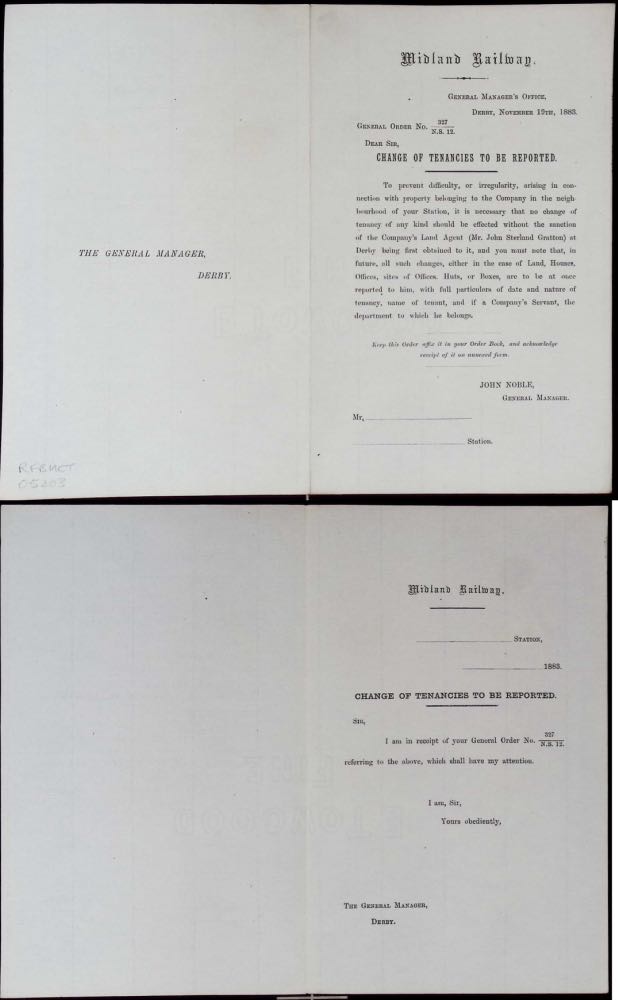 THE GENERAL MANAGER,
DERBY.
RFBMCT
05203
Midland Railway.
GENERAL MANAGER'S OFFICE,
DERBY, NOVEMBER 19TH, 1883.
GENERAL ORDER No. 327
N.S. 12.
DEAR SIR,
CHANGE OF TENANCIES TO BE REPORTED.
To prevent difficulty, or irregularity, arising in con-
nection with property belonging to the Company in the neigh-
bourhood of your Station, it is necessary that no change of
tenancy of any kind should be effected without the sanction
of the Company's Land Agent (Mr. John Sterland Gratton) at
Derby being first obtained to it, and you must note that, in
future, all such changes, either in the case of Land, Houses,
Offices, sites of Offices, Huts, or Boxes, are to be at once
reported to him, with full particulars of date and nature of
tenancy, name of tenant, and if a Company's Servant, the
department to which he belongs.
Keep this Order affix it in your Order Book, and acknowledge
receipt of it on annexed form.
JOHN NOBLE,
GENERAL MANAGER.
Mr.
Station.
Midland Railway.
STATION,
1883.
CHANGE OF TENANCIES TO BE REPORTED.
SIR,
I am in receipt of your General Order No. 327
N.S. 12.
referring to the above, which shall have my attention.
I am, Sir,
Yours obediently,
THE GENERAL MANAGER,
DERBY.